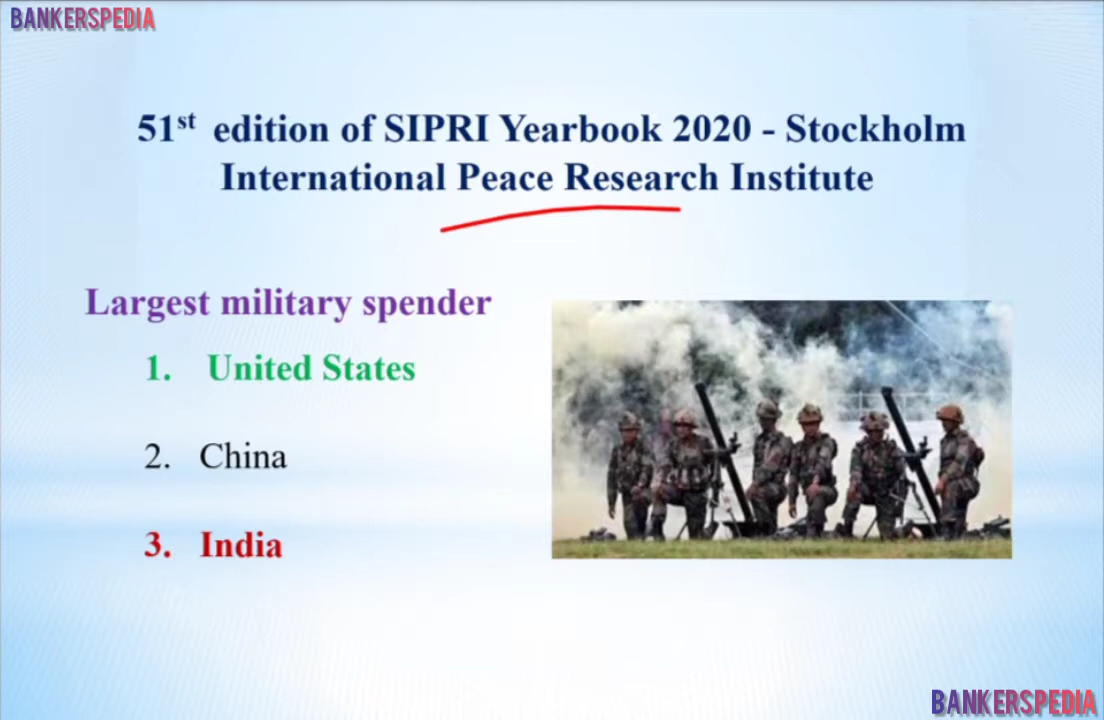 BANKERSPEDIA
51st edition of SIPRI Yearbook 2020 - Stockholm
International Peace Research Institute
Largest military spender
1. United States
2. China
3. India
BANKERSPEDIA